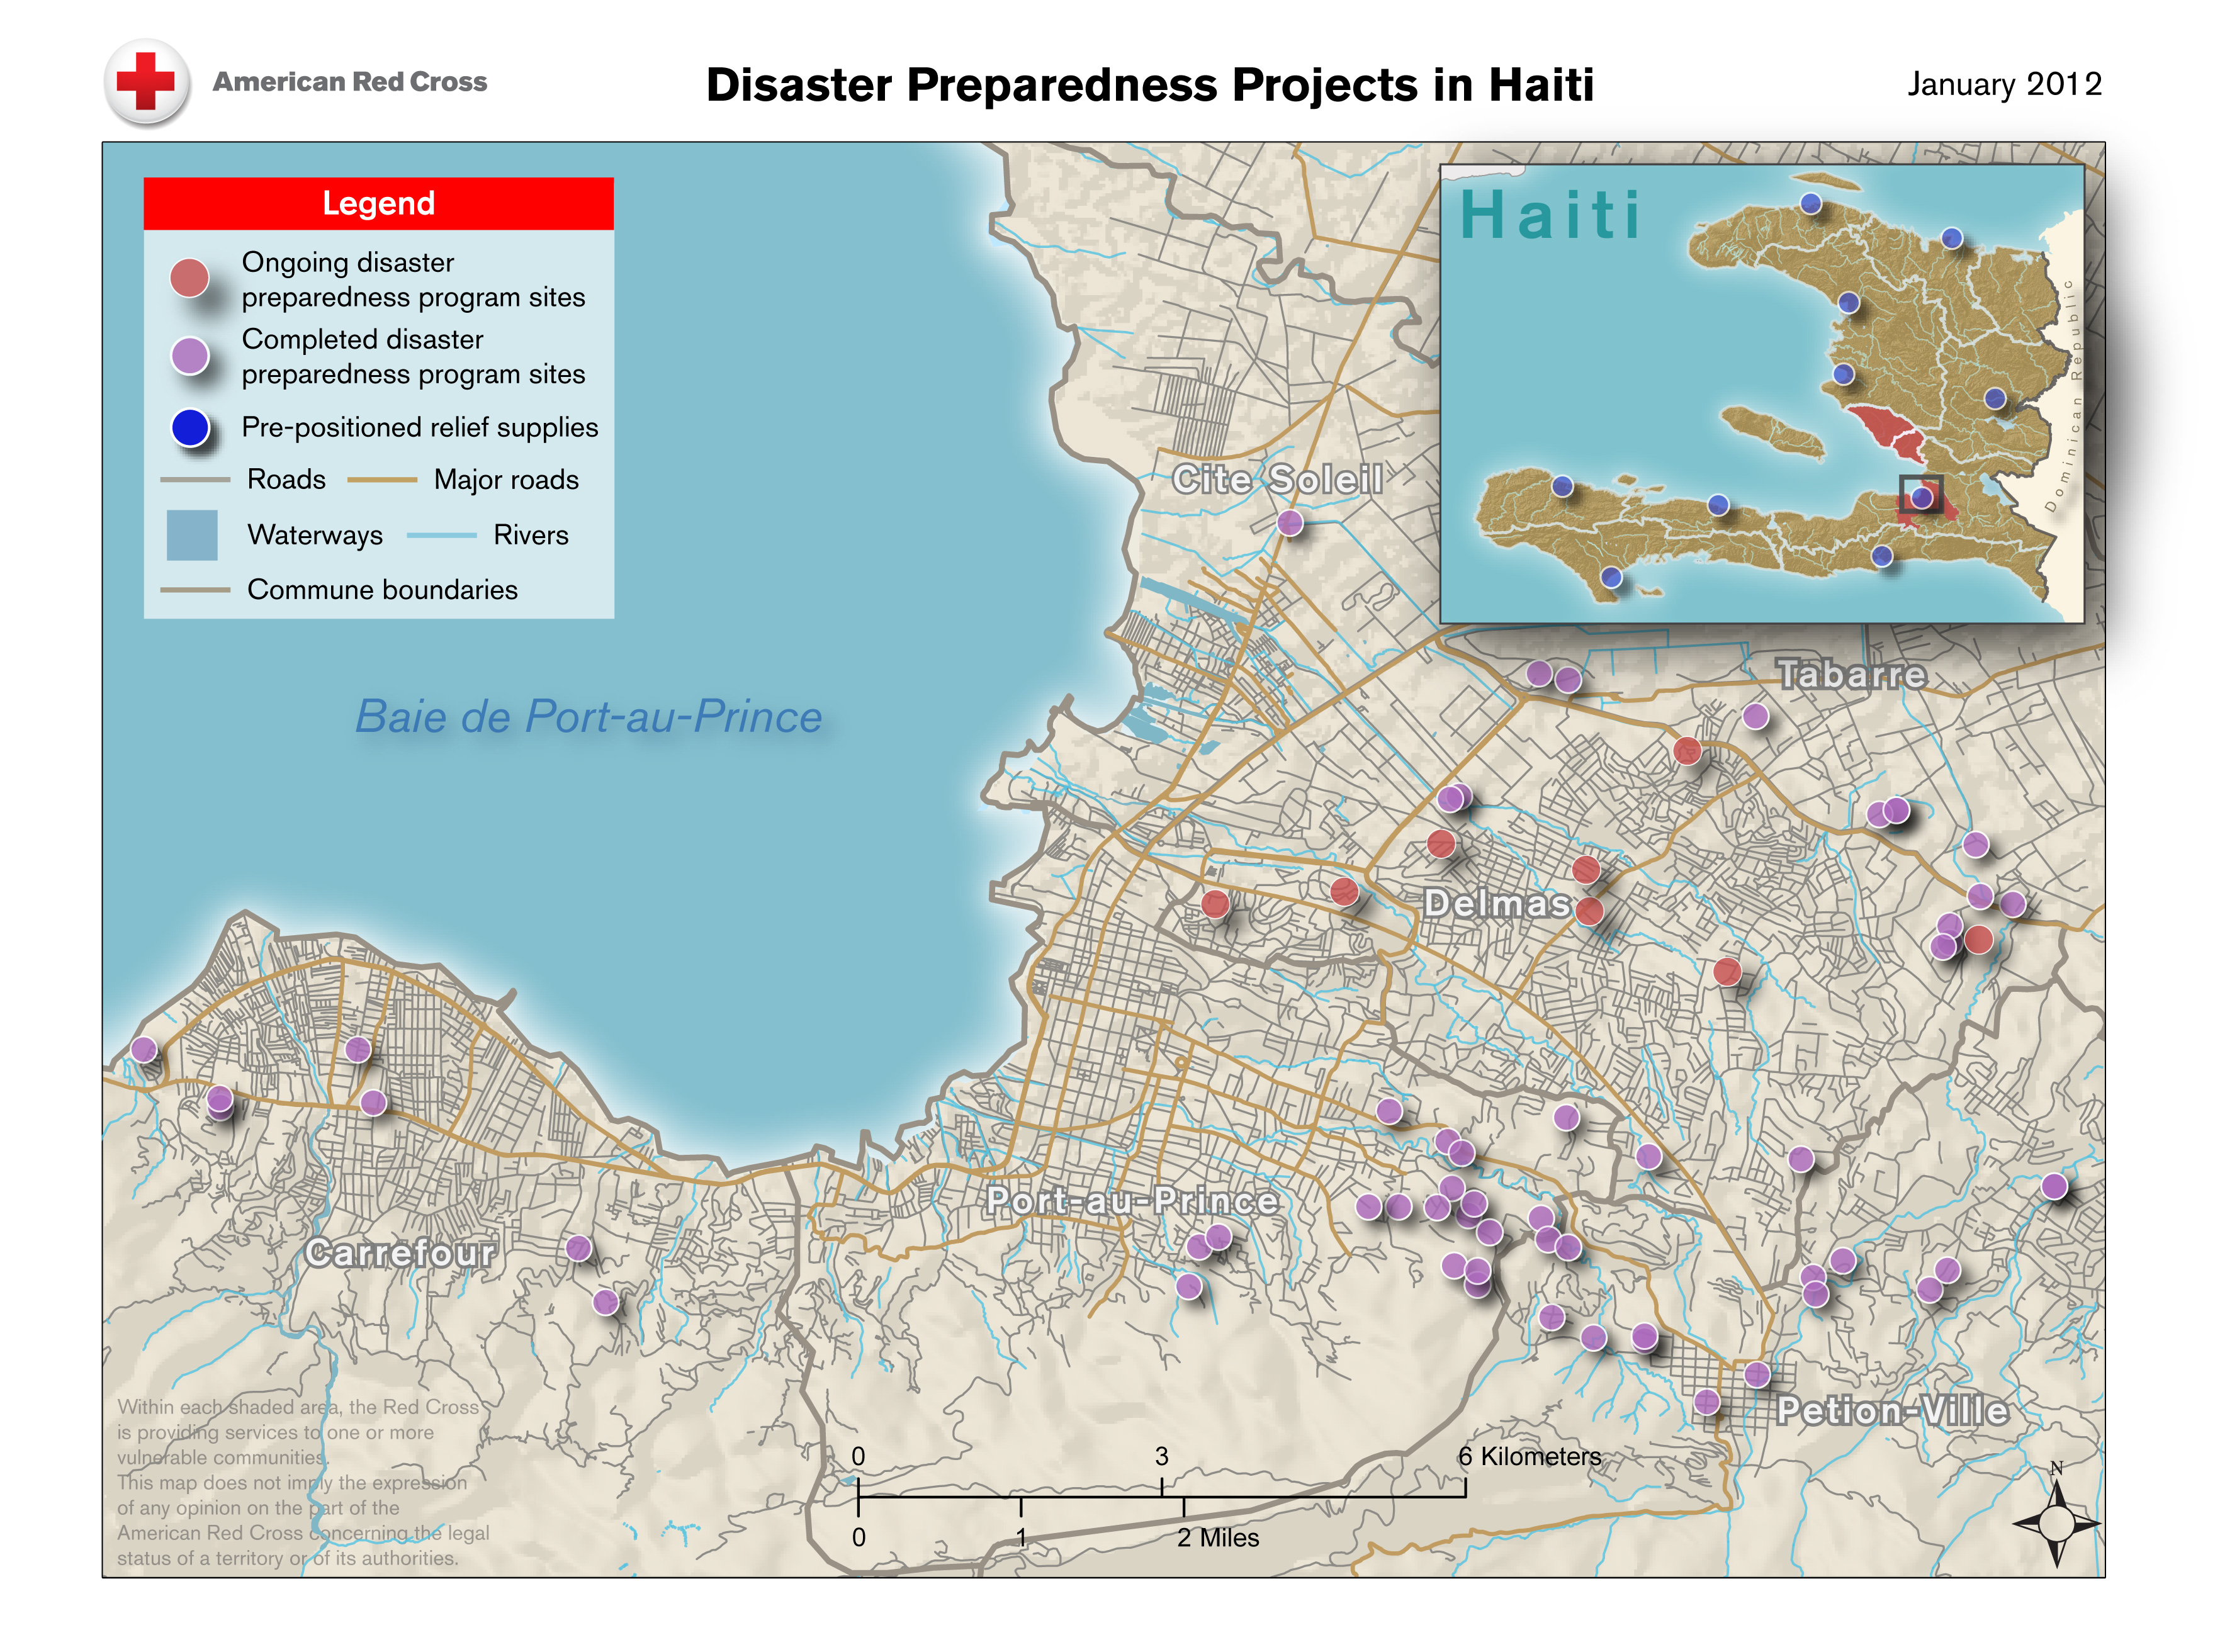 American Red Cross
Disaster Preparedness Projects in Haiti
January 2012
Legend
Ongoing disaster
preparedness program sites
Completed disaster
preparedness program sites
Pre-positioned relief supplies
Roads
Major roads
Waterways
Rivers
Commune boundaries
Haiti
Dominican Republic
Cite Soleil
Tabarre
Baie de Port-au-Prince
Delmas
Port-au-Prince
Carrefour
Petion-Ville
Within each shaded area, the Red Cross
is providing services to one or more
vulnerable communities.
This map does not imply the expression
of any opinion on the part of the
American Red Cross concerning the legal
status of a territory or of its authorities.
0 3 6 Kilometers
0 1 2 Miles
N